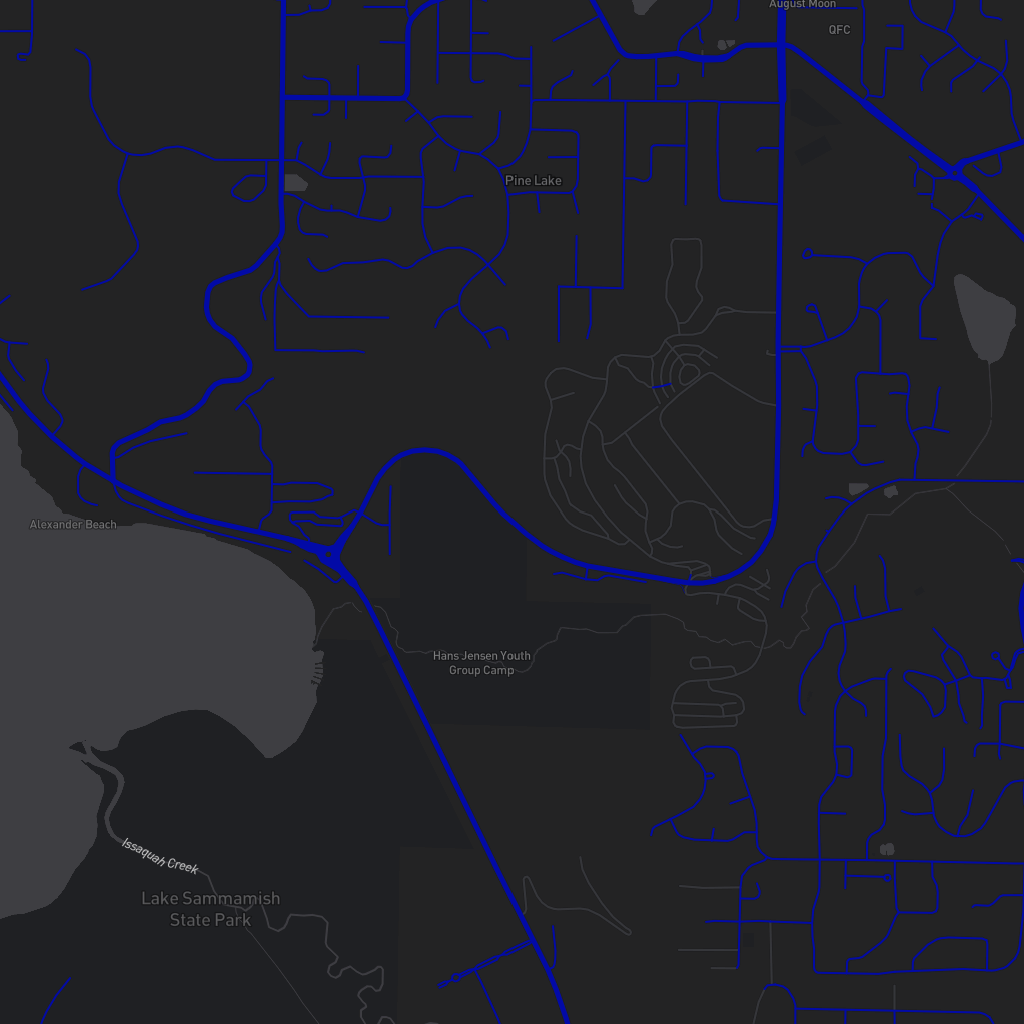 August Moon
QFC
Pine Lake
Alexander Beach
Hans Jensen Youth
Group Camp
Issaquah Creek
Lake Sammamish
State Park